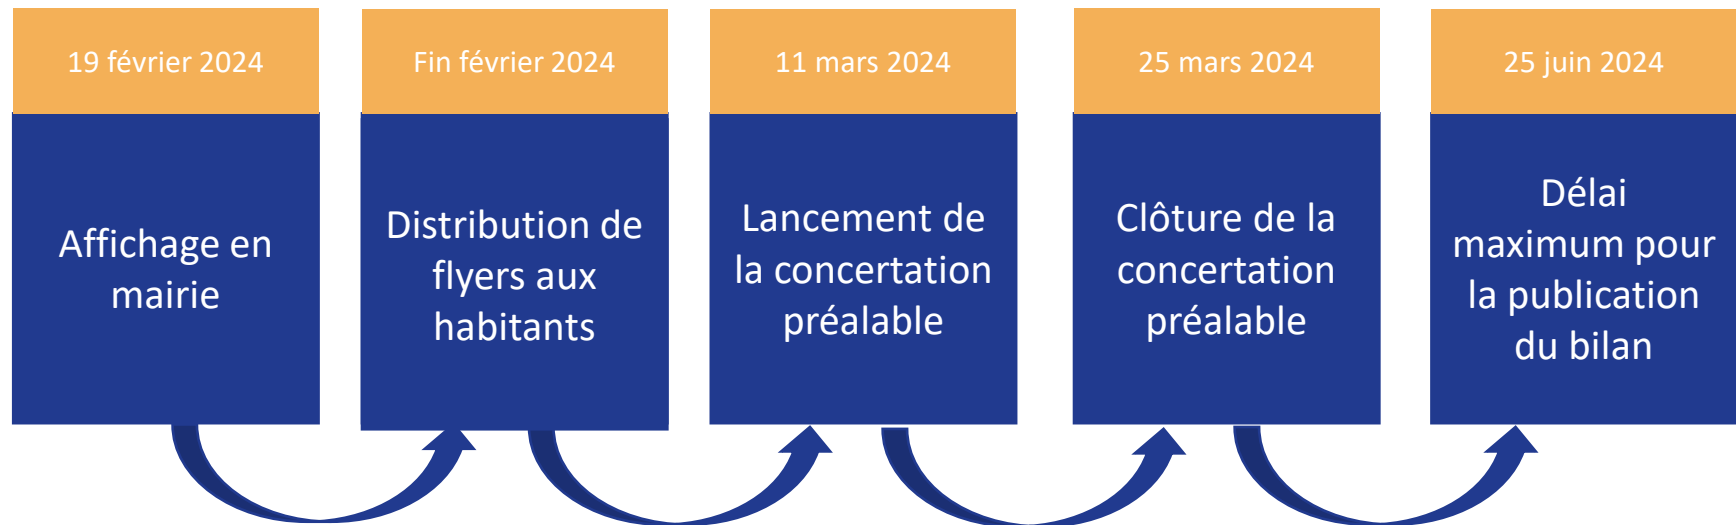 19 février 2024
Affichage en
mairie
Fin février 2024
Distribution de
flyers aux
habitants
11 mars 2024
Lancement de
la concertation
préalable
25 mars 2024
Clôture de la
concertation
préalable
25 juin 2024
Délai
maximum pour
la publication
du bilan